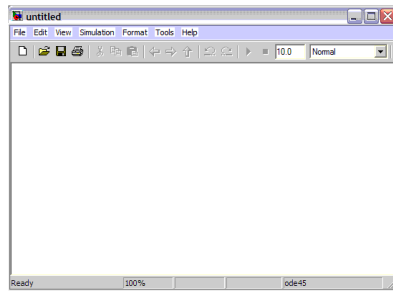 untitled
File Edit View Simulation Format Tools Help
10.0 Normal
Ready 100% ode45